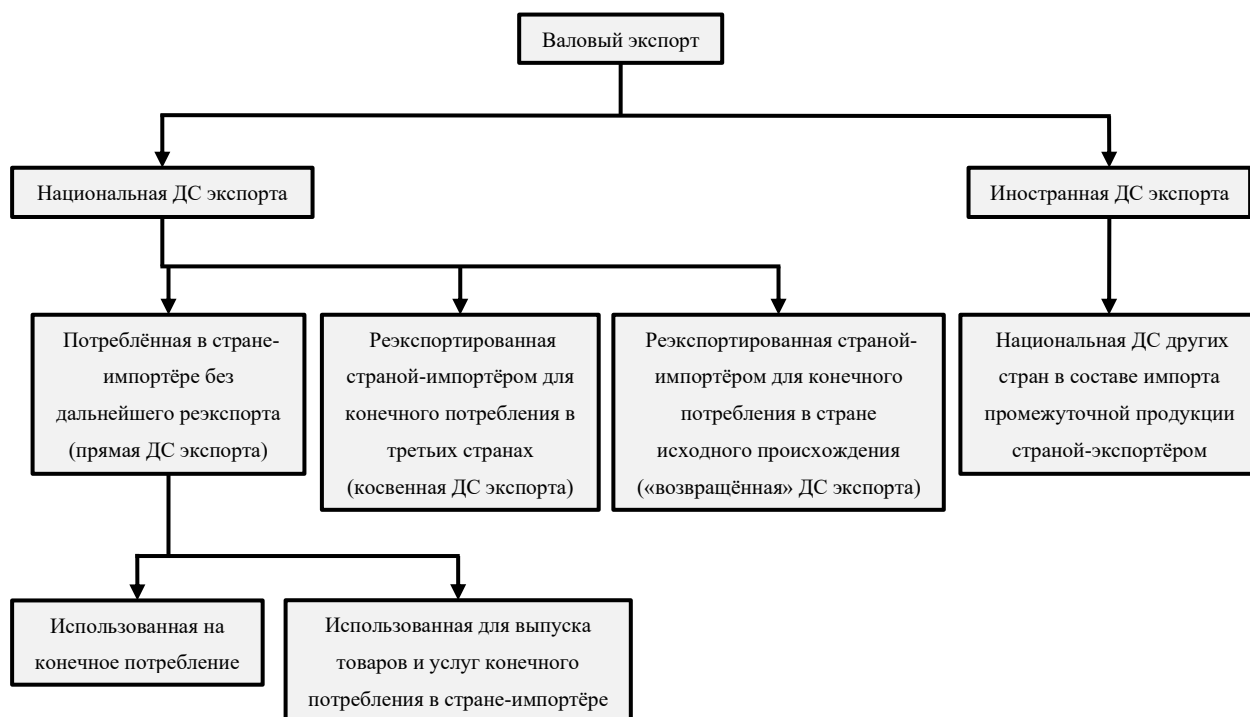 Валовый экспорт
Национальная ДС экспорта
Иностранная ДС экспорта
Потреблённая в стране-
импортёре без
дальнейшего реэкспорта
(прямая ДС экспорта)
Реэкспортированная
страной-импортёром для
конечного потребления в
третьих странах
(косвенная ДС экспорта)
Реэкспортированная страной-
импортёром для конечного
потребления в стране
исходного происхождения
(«возвращённая» ДС экспорта)
Национальная ДС других
стран в составе импорта
промежуточной продукции
страной-экспортёром
Использованная на
конечное потребление
Использованная для выпуска
товаров и услуг конечного
потребления в стране-импортёре